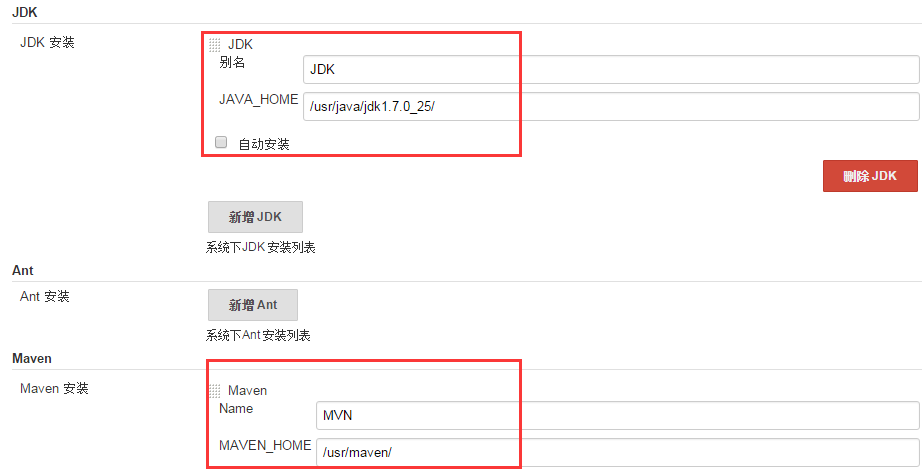 JDK
JDK 安装
JDK
别名
JDK
JAVA_HOME
/usr/java/jdk1.7.0_25/
自动安装
删除 JDK
新增 JDK
系统下JDK 安装列表
Ant
Ant 安装
新增 Ant
系统下Ant 安装列表
Maven
Maven 安装
Maven
Name
MVN
MAVEN_HOME
/usr/maven/